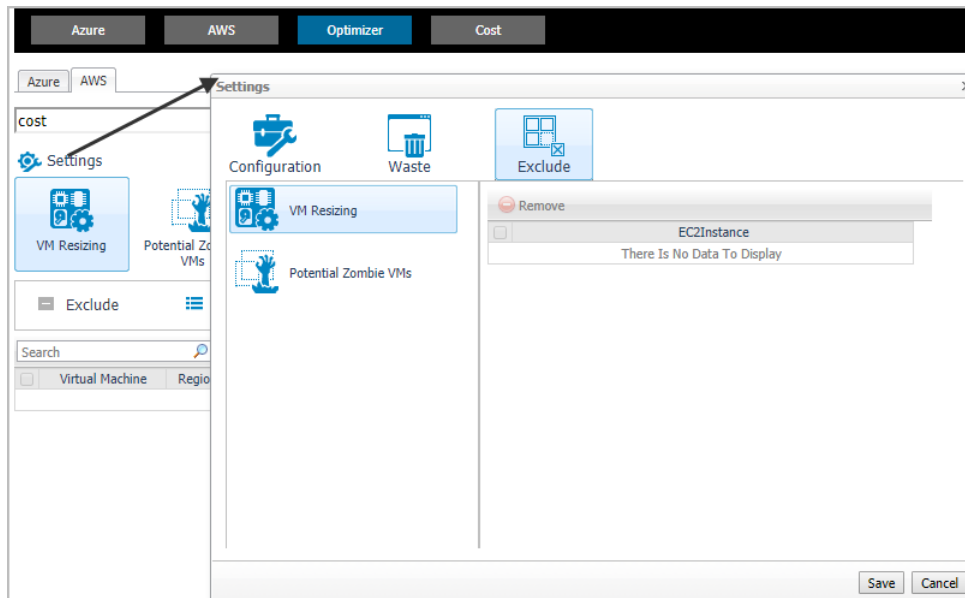 Azure AWS Optimizer Cost
Azure AWS
Settings
cost
Settings
Configuration Waste Exclude
VM Resizing
Potential Zo
VMs
VM Resizing
Potential Zombie VMs
Remove
EC2Instance
There Is No Data To Display
Exclude
Search
Virtual Machine Regio
Save Cancel